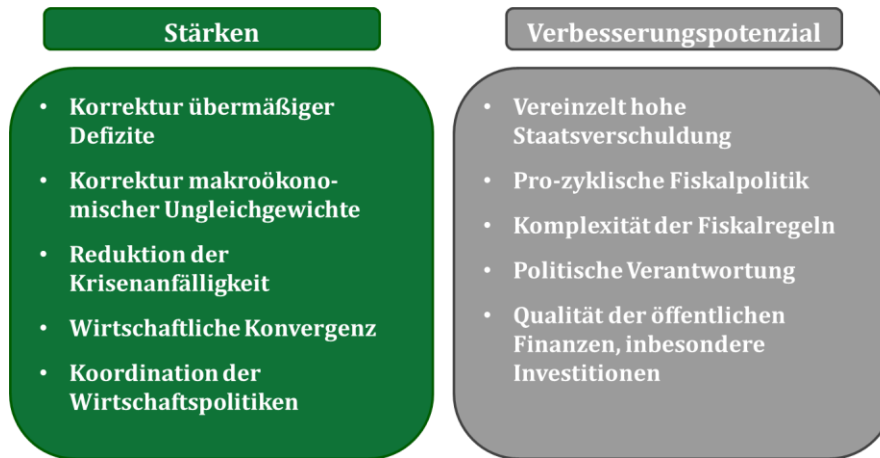 Stärken
• Korrektur übermäßiger
Defizite
• Korrektur makroökono-
mischer Ungleichgewichte
• Reduktion der
Krisenanfälligkeit
• Wirtschaftliche Konvergenz
• Koordination der
Wirtschaftspolitiken
Verbesserungspotenzial
• Vereinzelt hohe
Staatsverschuldung
• Pro-zyklische Fiskalpolitik
• Komplexität der Fiskalregeln
• Politische Verantwortung
• Qualität der öffentlichen
Finanzen, inbesondere
Investitionen